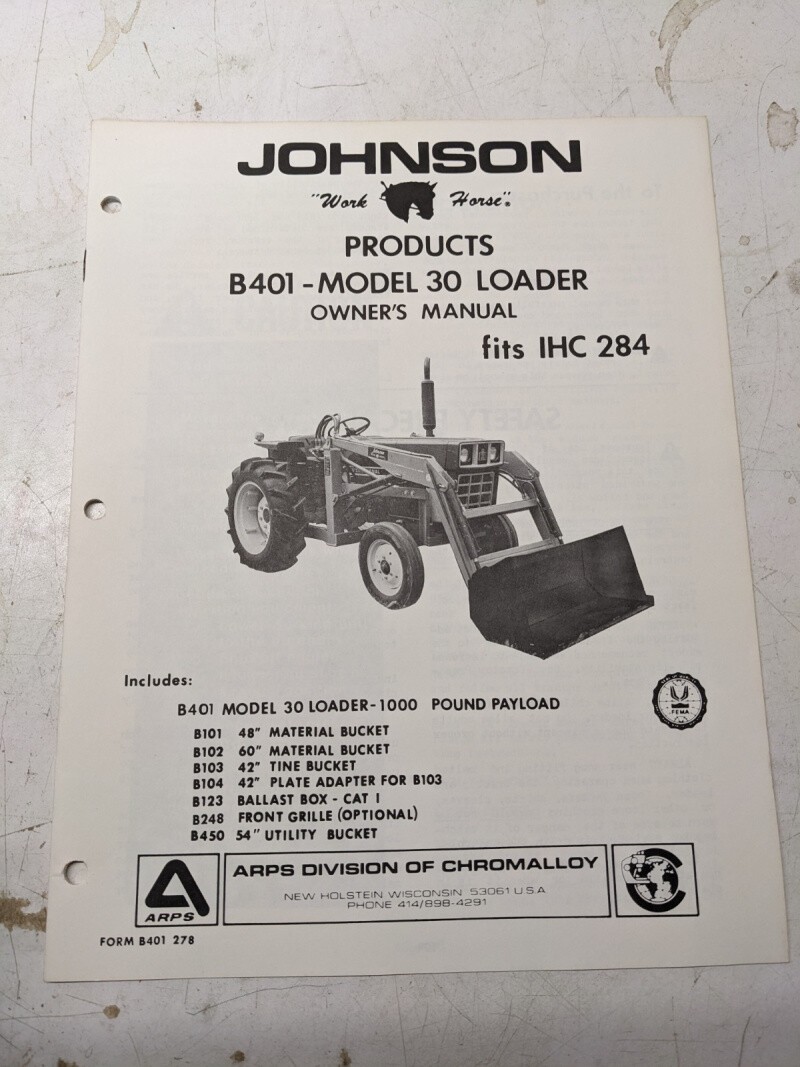 JOHNSON
"Work Horse"®
PRODUCTS
B401 - MODEL 30 LOADER
OWNER'S MANUAL
fits IHC 284
Includes:
B401 MODEL 30 LOADER-1000 POUND PAYLOAD
B101 48" MATERIAL BUCKET
B102 60" MATERIAL BUCKET
B103 42" TINE BUCKET
B104 42" PLATE ADAPTER FOR B103
B123 BALLAST BOX - CAT I
B248 FRONT GRILLE (OPTIONAL)
B450 54" UTILITY BUCKET
FEMA
ARPS
ARPS DIVISION OF CHROMALLOY
NEW HOLSTEIN WISCONSIN 53061 U.S.A
PHONE 414/898-4291
FORM B401 278